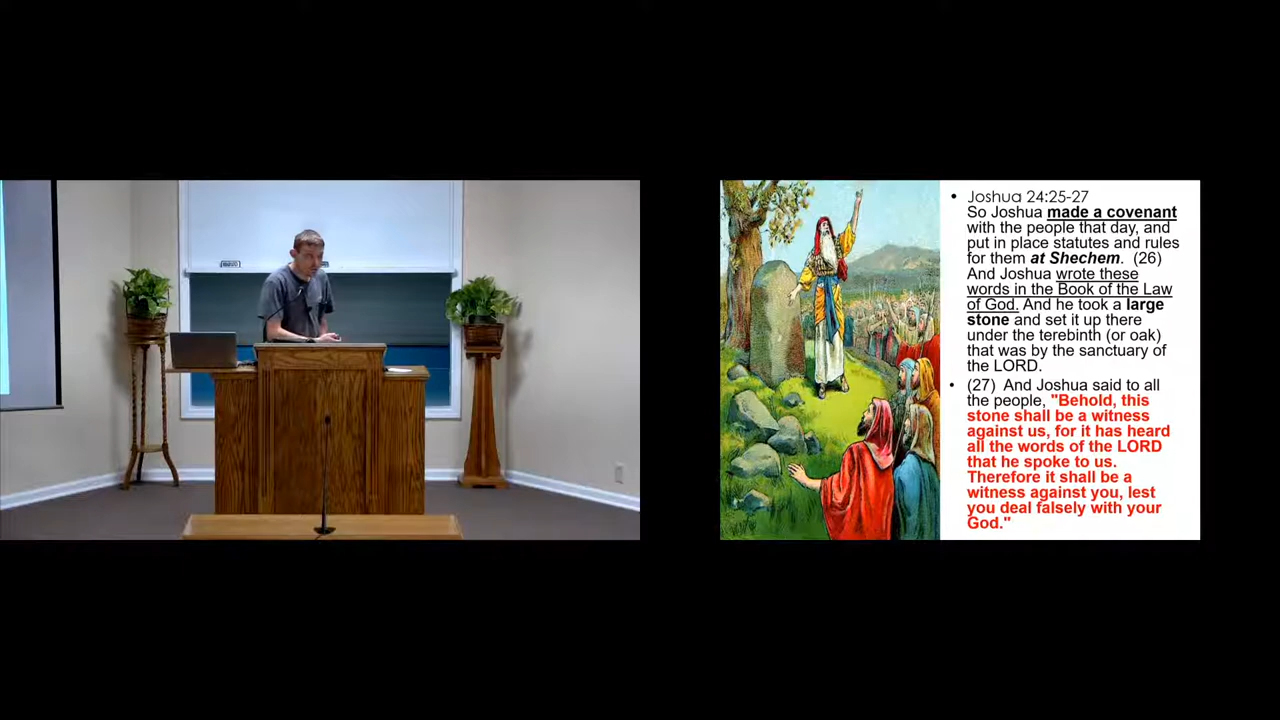 • Joshua 24:25-27
So Joshua made a covenant
with the people that day, and
put in place statutes and rules
for them at Shechem. (26)
And Joshua wrote these
words in the Book of the Law
of God. And he took a large
stone and set it up there
under the terebinth (or oak)
that was by the sanctuary of
the LORD.
• (27) And Joshua said to all
the people, "Behold, this
stone shall be a witness
against us, for it has heard
all the words of the LORD
that he spoke to us.
Therefore it shall be a
witness against you, lest
you deal falsely with your
God."